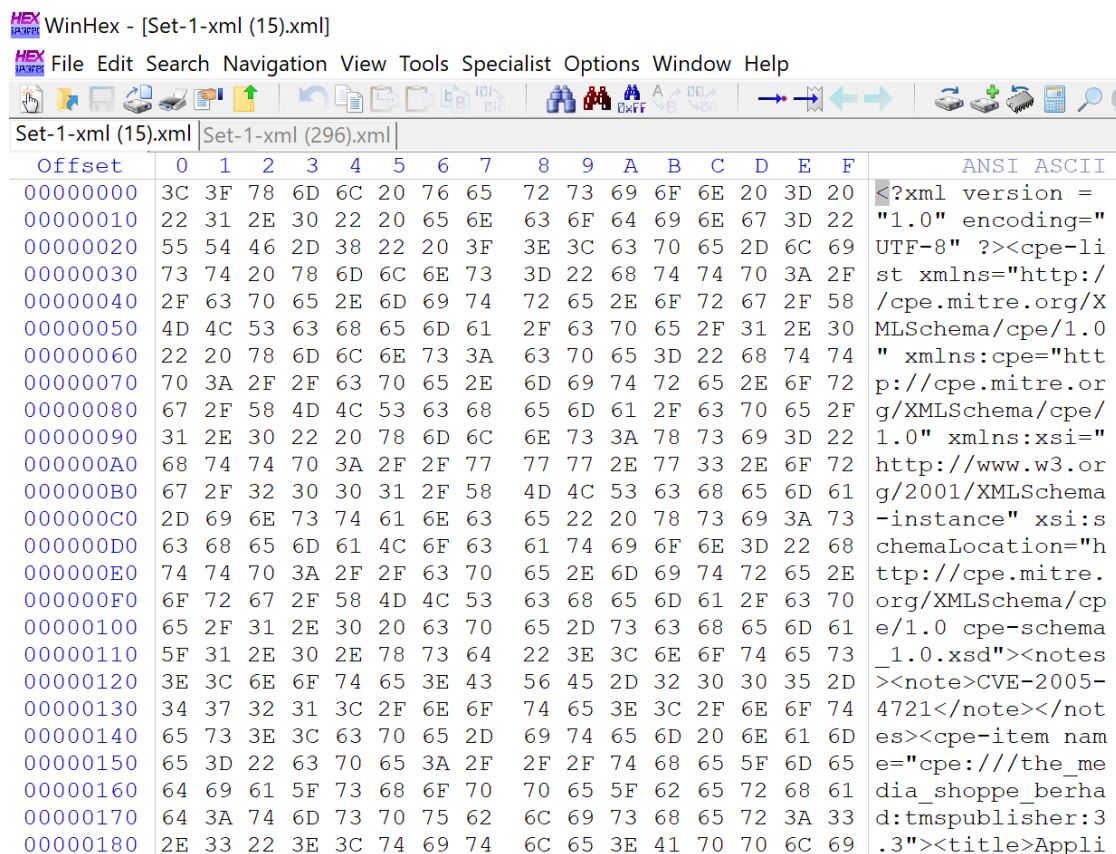 WinHex - [Set-1-xml (15).xml]
File Edit Search Navigation View Tools Specialist Options Window Help
Set-1-xml (15).xml Set-1-xml (296).xml
Offset 0 1 2 3 4 5 6 7 8 9 A B C D E F ANSI ASCII
00000000 3C 3F 78 6D 6C 20 76 65 72 73 69 6F 6E 20 3D 20 <?xml version =
00000010 22 31 2E 30 22 20 65 6E 63 6F 64 69 6E 67 3D 22 "1.0" encoding="
00000020 55 54 46 2D 38 22 20 3F 3E 3C 63 70 65 2D 6C 69 UTF-8" ?><cpe-li
00000030 73 74 20 78 6D 6C 6E 73 3D 22 68 74 74 70 3A 2F st xmlns="http:/
00000040 2F 63 70 65 2E 6D 69 74 72 65 2E 6F 72 67 2F 58 /cpe.mitre.org/X
00000050 4D 4C 53 63 68 65 6D 61 2F 63 70 65 2F 31 2E 30 MLSchema/cpe/1.0
00000060 22 20 78 6D 6C 6E 73 3A 63 70 65 3D 22 68 74 74 " xmlns:cpe="htt
00000070 70 3A 2F 2F 63 70 65 2E 6D 69 74 72 65 2E 6F 72 p://cpe.mitre.or
00000080 67 2F 58 4D 4C 53 63 68 65 6D 61 2F 63 70 65 2F g/XMLSchema/cpe/
00000090 31 2E 30 22 20 78 6D 6C 6E 73 3A 78 73 69 3D 22 1.0" xmlns:xsi="
000000A0 68 74 74 70 3A 2F 2F 77 77 77 2E 77 33 2E 6F 72 http://www.w3.or
000000B0 67 2F 32 30 30 31 2F 58 4D 4C 53 63 68 65 6D 61 g/2001/XMLSchema
000000C0 2D 69 6E 73 74 61 6E 63 65 22 20 78 73 69 3A 73 -instance" xsi:s
000000D0 63 68 65 6D 61 4C 6F 63 61 74 69 6F 6E 3D 22 68 chemaLocation="h
000000E0 74 74 70 3A 2F 2F 63 70 65 2E 6D 69 74 72 65 2E ttp://cpe.mitre.
000000F0 6F 72 67 2F 58 4D 4C 53 63 68 65 6D 61 2F 63 70 org/XMLSchema/cp
00000100 65 2F 31 2E 30 20 63 70 65 2D 73 63 68 65 6D 61 e/1.0 cpe-schema
00000110 5F 31 2E 30 2E 78 73 64 22 3E 3C 6E 6F 74 65 73 _1.0.xsd"><notes
00000120 3E 3C 6E 6F 74 65 3E 43 56 45 2D 32 30 30 35 2D ><note>CVE-2005-
00000130 34 37 32 31 3C 2F 6E 6F 74 65 3E 3C 2F 6E 6F 74 4721</note></not
00000140 65 73 3E 3C 63 70 65 2D 69 74 65 6D 20 6E 61 6D es><cpe-item nam
00000150 65 3D 22 63 70 65 3A 2F 2F 2F 74 68 65 5F 6D 65 e="cpe:///the_me
00000160 64 69 61 5F 73 68 6F 70 70 65 5F 62 65 72 68 61 dia_shoppe_berha
00000170 64 3A 74 6D 73 70 75 62 6C 69 73 68 65 72 3A 33 d:tmspublisher:3
00000180 2E 33 22 3E 3C 74 69 74 6C 65 3E 41 70 70 6C 69 .3"><title>Appli